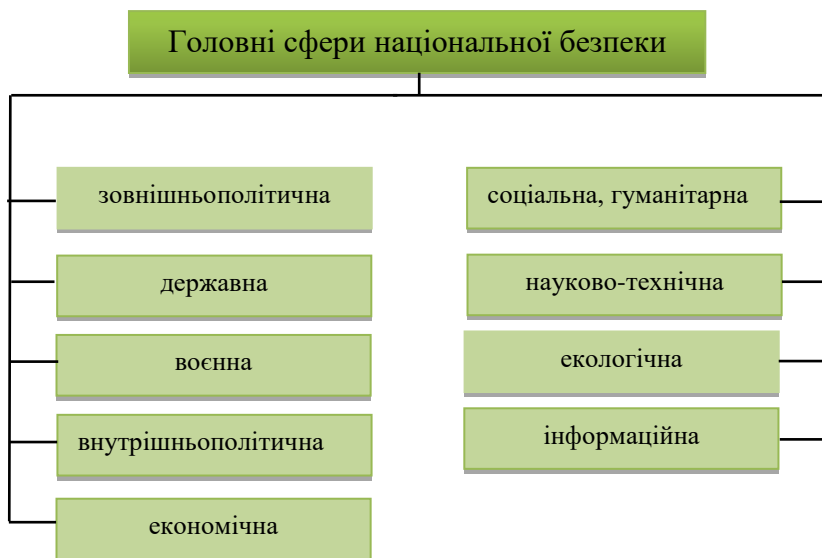 Головні сфери національної безпеки
зовнішньополітична
державна
воєнна
внутрішньополітична
економічна
соціальна, гуманітарна
науково-технічна
екологічна
інформаційна